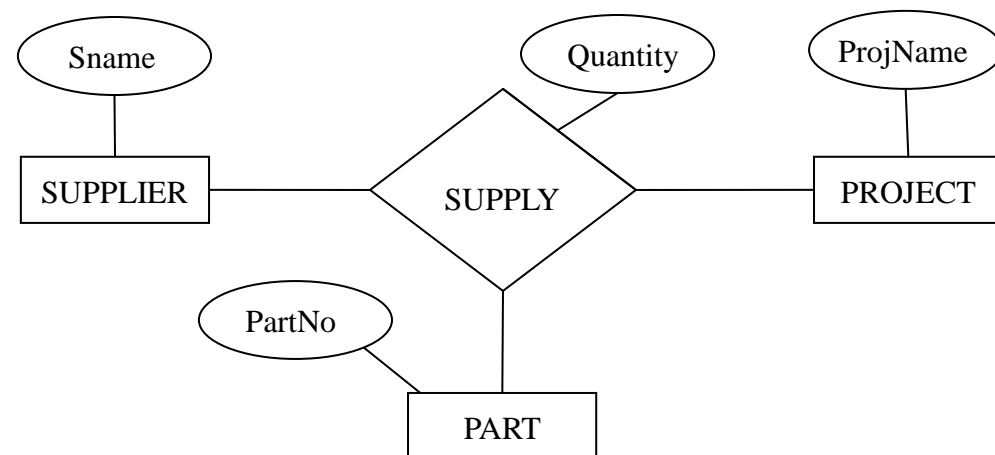 Sname
Quantity
ProjName
SUPPLIER
SUPPLY
PROJECT
PartNo
PART